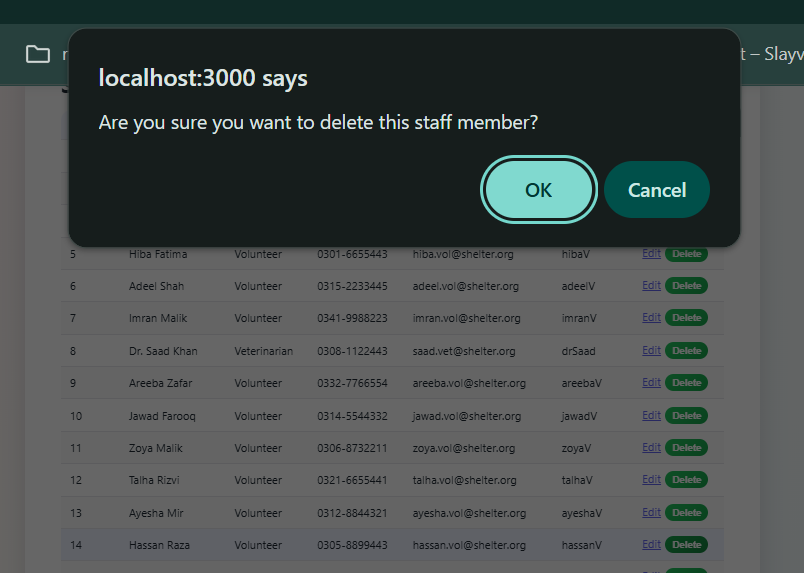 t – Slayv
localhost:3000 says
Are you sure you want to delete this staff member?
OK Cancel
5 Hiba Fatima Volunteer 0301-6655443 hiba.vol@shelter.org hibaV Edit Delete
6 Adeel Shah Volunteer 0315-2233445 adeel.vol@shelter.org adeelV Edit Delete
7 Imran Malik Volunteer 0341-9988223 imran.vol@shelter.org imranV Edit Delete
8 Dr. Saad Khan Veterinarian 0308-1122443 saad.vet@shelter.org drSaad Edit Delete
9 Areeba Zafar Volunteer 0332-7766554 areeba.vol@shelter.org areebaV Edit Delete
10 Jawad Farooq Volunteer 0314-5544332 jawad.vol@shelter.org jawadV Edit Delete
11 Zoya Malik Volunteer 0306-8732211 zoya.vol@shelter.org zoyaV Edit Delete
12 Talha Rizvi Volunteer 0321-6655441 talha.vol@shelter.org talhaV Edit Delete
13 Ayesha Mir Volunteer 0312-8844321 ayesha.vol@shelter.org ayeshaV Edit Delete
14 Hassan Raza Volunteer 0305-8899443 hassan.vol@shelter.org hassanV Edit Delete